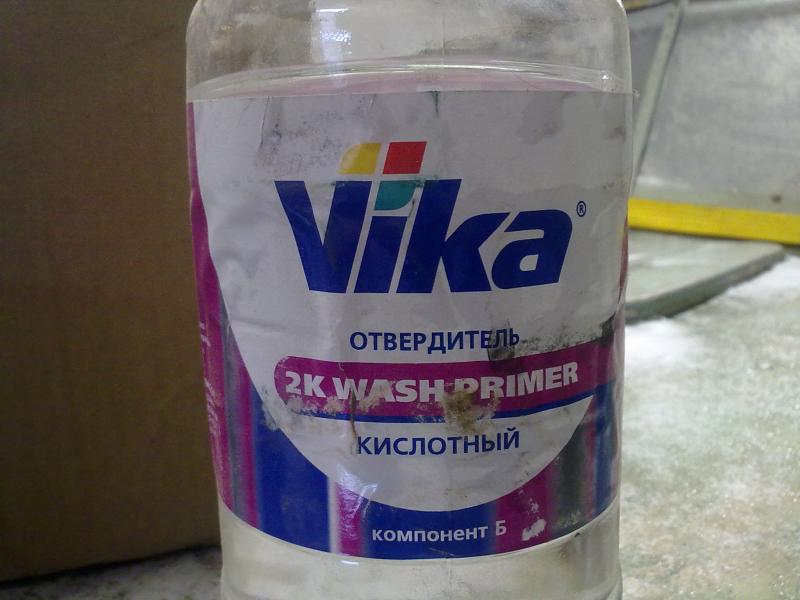 Vika®
ОТВЕРДИТЕЛЬ
2K WASH PRIMER
КИСЛОТНЫЙ
компонент Б